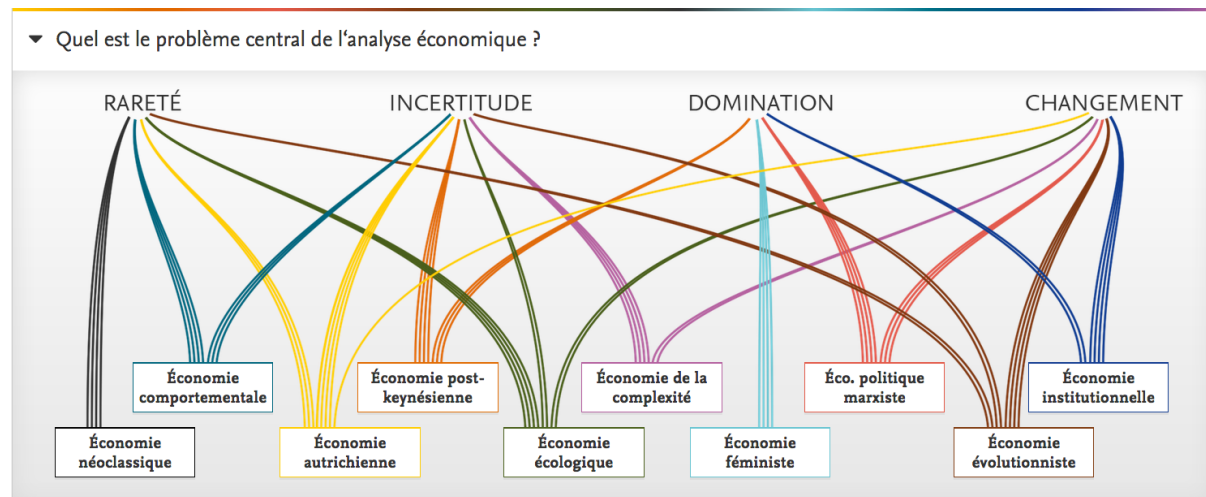 Quel est le problème central de l‘analyse économique ?
RARETÉ
INCERTITUDE
DOMINATION
CHANGEMENT
Économie
comportementale
Économie post-
keynésienne
Économie de la
complexité
Éco. politique
marxiste
Économie
institutionnelle
Économie
néoclassique
Économie
autrichienne
Économie
écologique
Économie
féministe
Économie
évolutionniste